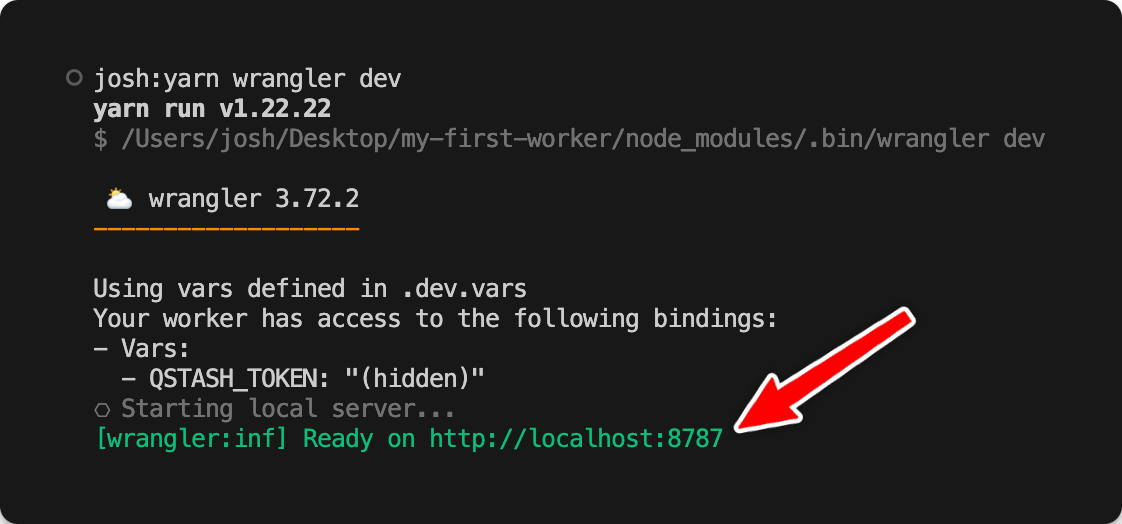 josh:yarn wrangler dev
yarn run v1.22.22
$ /Users/josh/Desktop/my-first-worker/node_modules/.bin/wrangler dev
⛅ wrangler 3.72.2
-------------------
Using vars defined in .dev.vars
Your worker has access to the following bindings:
- Vars:
  - QSTASH_TOKEN: "(hidden)"
⎔ Starting local server...
[wrangler:inf] Ready on http://localhost:8787